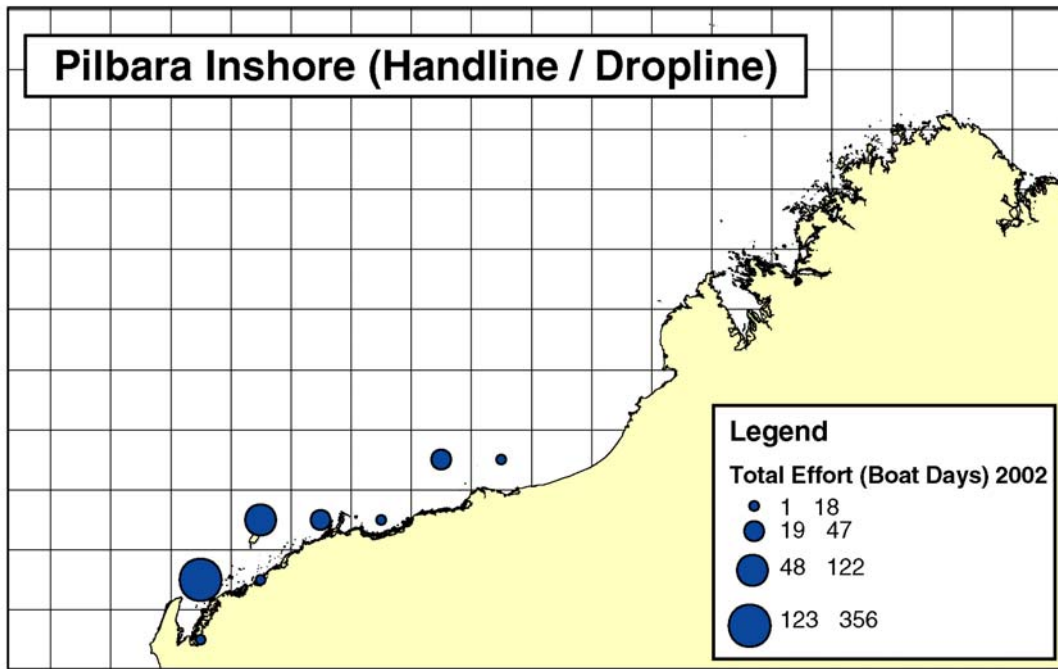 Pilbara Inshore (Handline / Dropline)
Legend
Total Effort (Boat Days) 2002
1 18
19 47
48 122
123 356